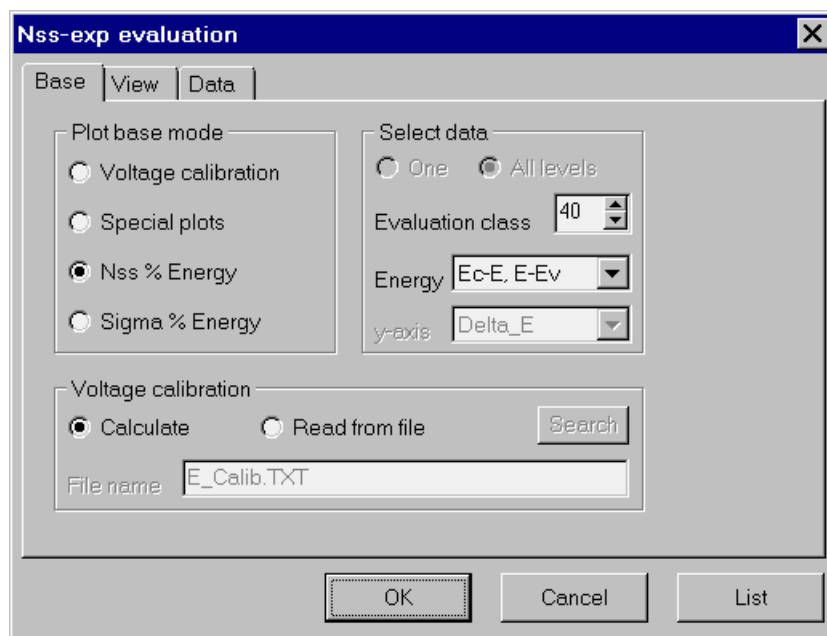 Nss-exp evaluation
Base View Data
Plot base mode
Voltage calibration
Special plots
Nss % Energy
Sigma % Energy
Select data
One All levels
Evaluation class 40
Energy Ec-E, E-Ev
y-axis Delta_E
Voltage calibration
Calculate Read from file Search
File name E_Calib.TXT
OK Cancel List